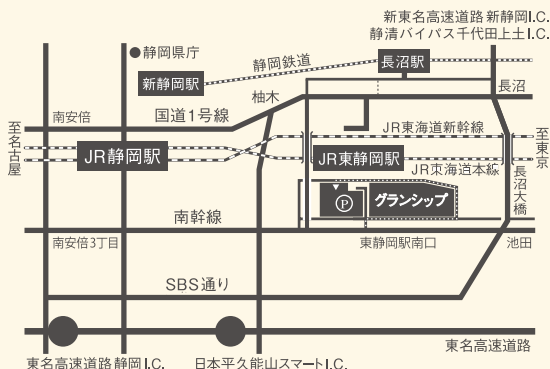 新東名高速道路 新静岡I.C.
静清バイパス千代田上土I.C.
静岡県庁
静岡鉄道
長沼駅
新静岡駅
柚木
長沼
南安倍
国道1号線
JR東海道新幹線
至名古屋
JR静岡駅
JR東静岡駅
至東京
JR東海道本線
長沼大橋
P
グランシップ
南幹線
南安倍3丁目
東静岡駅南口
池田
SBS通り
東名高速道路
東名高速道路 静岡I.C.
日本平久能山スマートI.C.